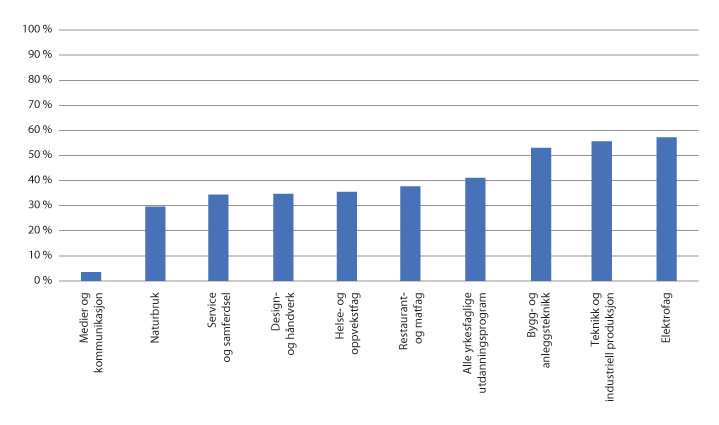 100 %
90 %
80 %
70 %
60 %
50 %
40 %
30 %
20 %
10 %
0 %
Medier og
kommunikasjon
Naturbruk
Service
og samferdsel
Design-
og håndverk
Helse- og
oppvekstfag
Restaurant-
og matfag
Alle yrkesfaglige
utdanningsprogram
Bygg- og
anleggsteknikk
Teknikk og
industriell produksjon
Elektrofag